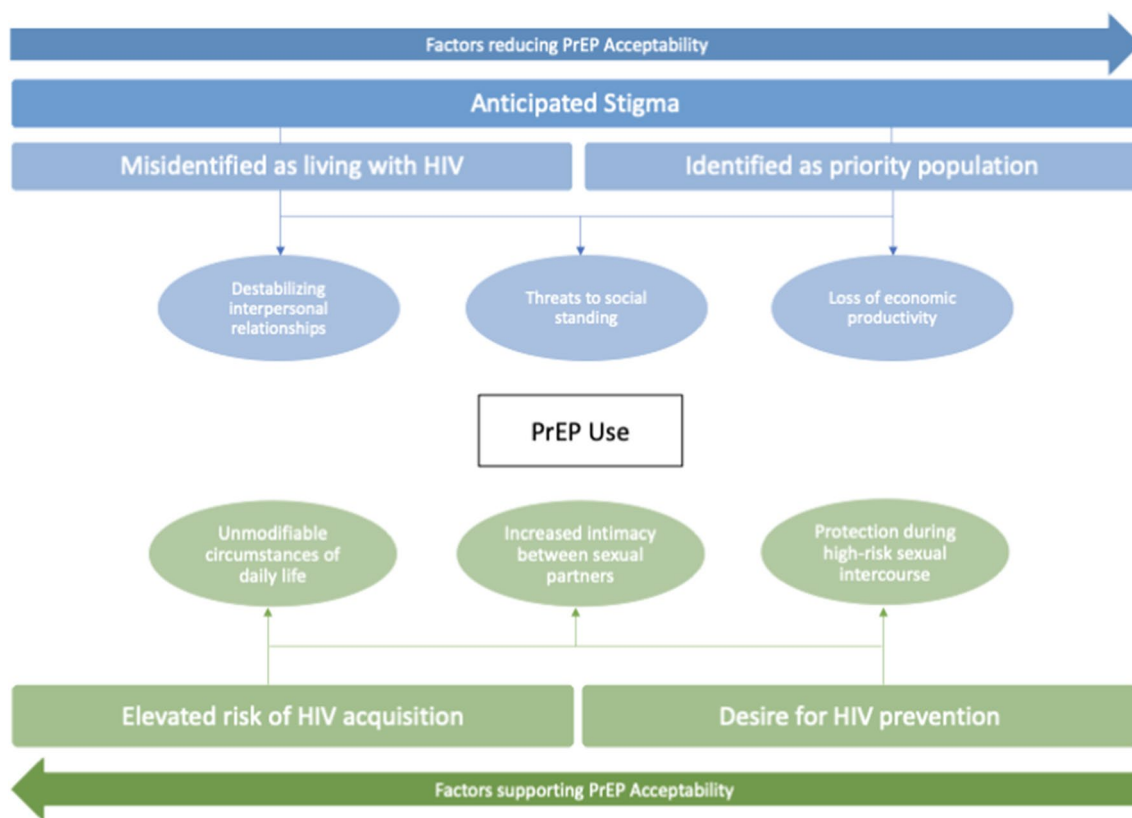 Factors reducing PrEP Acceptability
Anticipated Stigma
Misidentified as living with HIV
Identified as priority population
Destabilizing
interpersonal
relationships
Threats to social
standing
Loss of economic
productivity
PrEP Use
Unmodifiable
circumstances of
daily life
Increased intimacy
between sexual
partners
Protection during
high-risk sexual
intercourse
Elevated risk of HIV acquisition
Desire for HIV prevention
Factors supporting PrEP Acceptability